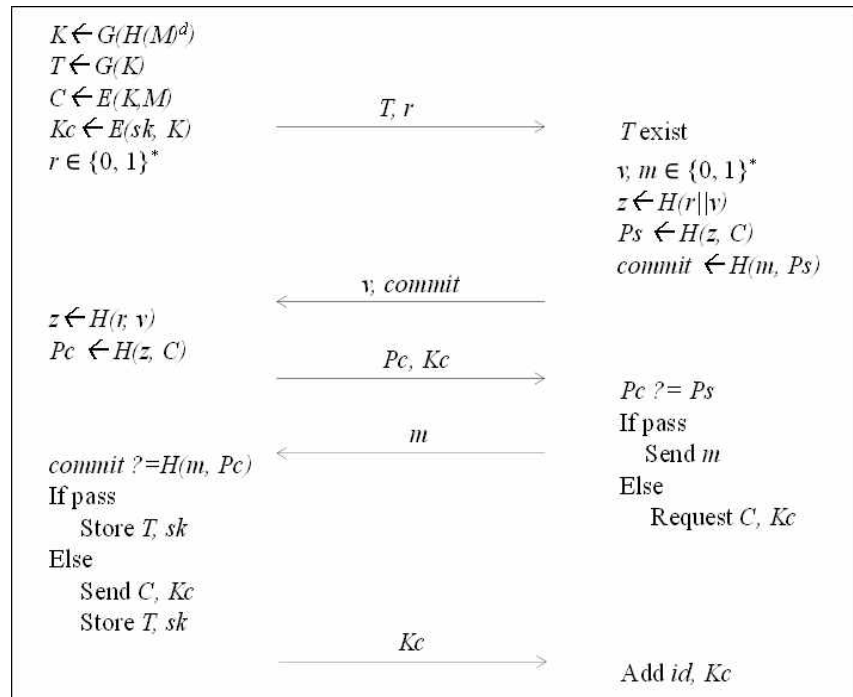 K ← G(H(M)^d)
T ← G(K)
C ← E(K,M)
Kc ← E(sk, K)
r ∈ {0, 1}*
T, r
T exist
v, m ∈ {0, 1}*
z ← H(r||v)
Ps ← H(z, C)
commit ← H(m, Ps)
v, commit
z ← H(r, v)
Pc ← H(z, C)
Pc, Kc
Pc ?= Ps
If pass
Send m
Else
Request C, Kc
m
commit ?=H(m, Pc)
If pass
Store T, sk
Else
Send C, Kc
Store T, sk
Kc
Add id, Kc